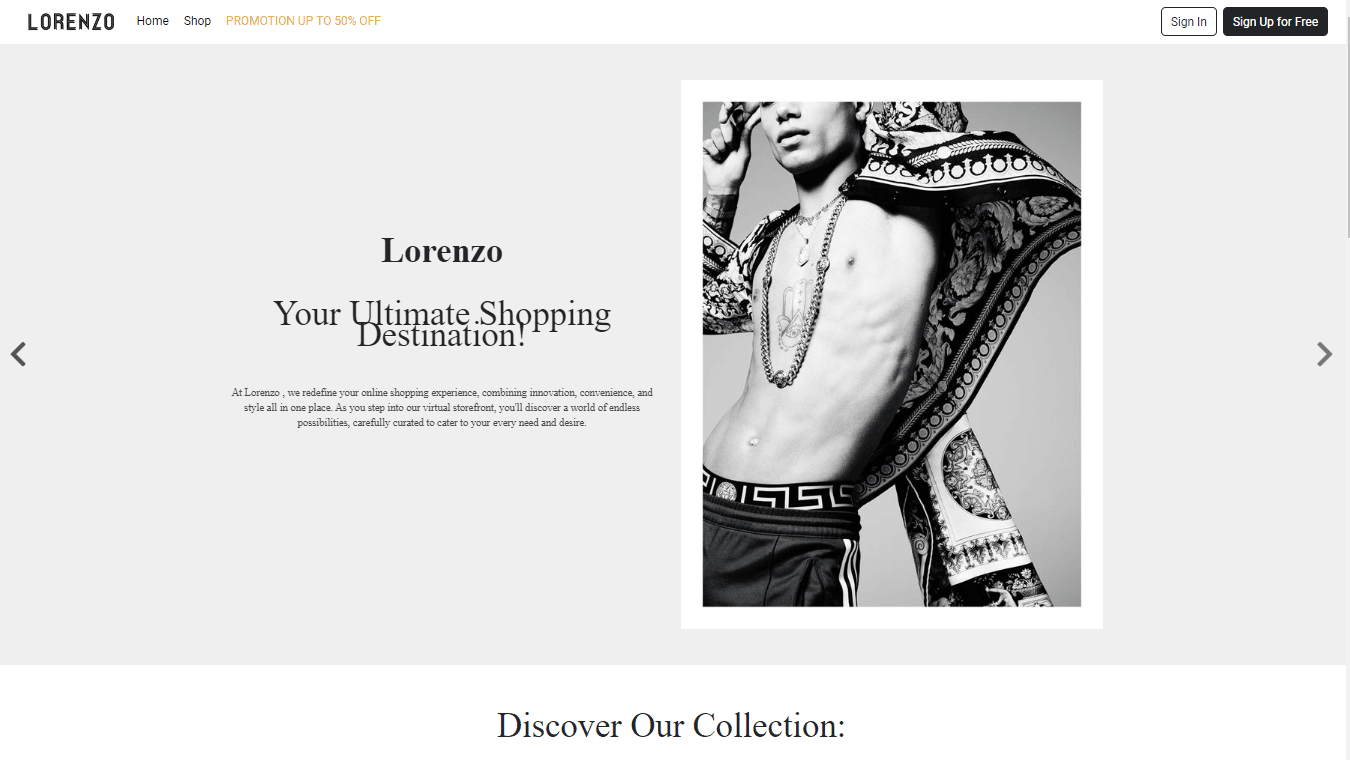 LORENZO Home Shop PROMOTION UP TO 50% OFF Sign In Sign Up for Free
Lorenzo
Your Ultimate Shopping
Destination!
At Lorenzo , we redefine your online shopping experience, combining innovation, convenience, and
style all in one place. As you step into our virtual storefront, you'll discover a world of endless
possibilities, carefully curated to cater to your every need and desire.
Discover Our Collection: